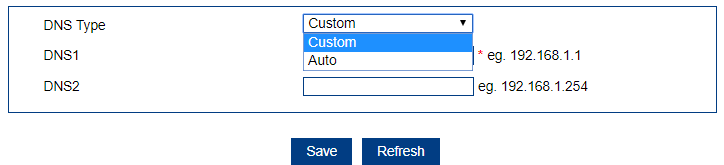 DNS Type Custom
Custom
DNS1 * eg. 192.168.1.1
Auto
DNS2 eg. 192.168.1.254
Save Refresh